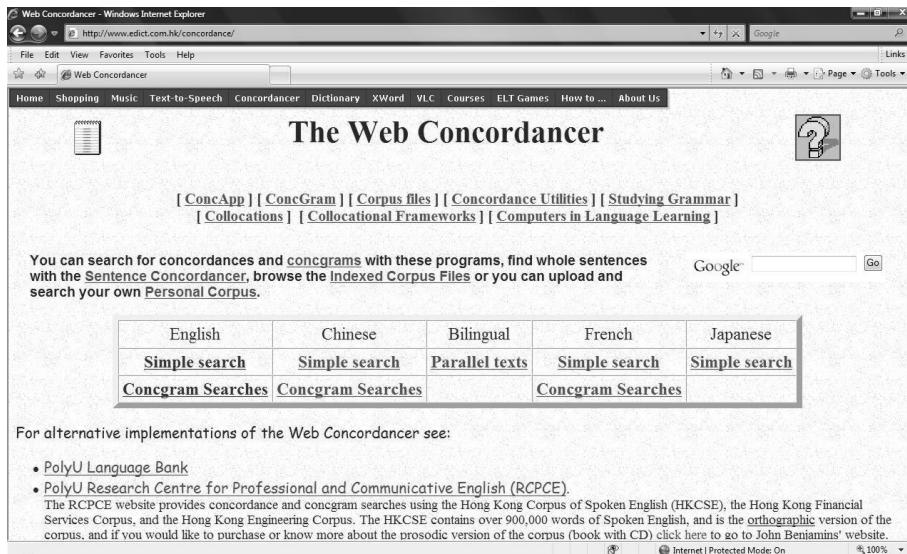 Web Concordancer - Windows Internet Explorer
http://www.edict.com.hk/concordance/
Google
File Edit View Favorites Tools Help
Links
Web Concordancer
Page Tools
Home Shopping Music Text-to-Speech Concordancer Dictionary XWord VLC Courses ELT Games How to ... About Us
The Web Concordancer
[ ConcApp ] [ ConcGram ] [ Corpus files ] [ Concordance Utilities ] [ Studying Grammar ]
[ Collocations ] [ Collocational Frameworks ] [ Computers in Language Learning ]
You can search for concordances and concgrams with these programs, find whole sentences
with the Sentence Concordancer, browse the Indexed Corpus Files or you can upload and
search your own Personal Corpus.
Google Go
English Chinese Bilingual French Japanese
Simple search Simple search Parallel texts Simple search Simple search
Concgram Searches Concgram Searches Concgram Searches
For alternative implementations of the Web Concordancer see:
• PolyU Language Bank
• PolyU Research Centre for Professional and Communicative English (RCPCE).
The RCPCE website provides concordance and concgram searches using the Hong Kong Corpus of Spoken English (HKCSE), the Hong Kong Financial
Services Corpus, and the Hong Kong Engineering Corpus. The HKCSE contains over 900,000 words of Spoken English, and is the orthographic version of the
corpus, and if you would like to purchase or know more about the prosodic version of the corpus (book with CD) click here to go to John Benjamins' website.
Internet | Protected Mode: On 100%